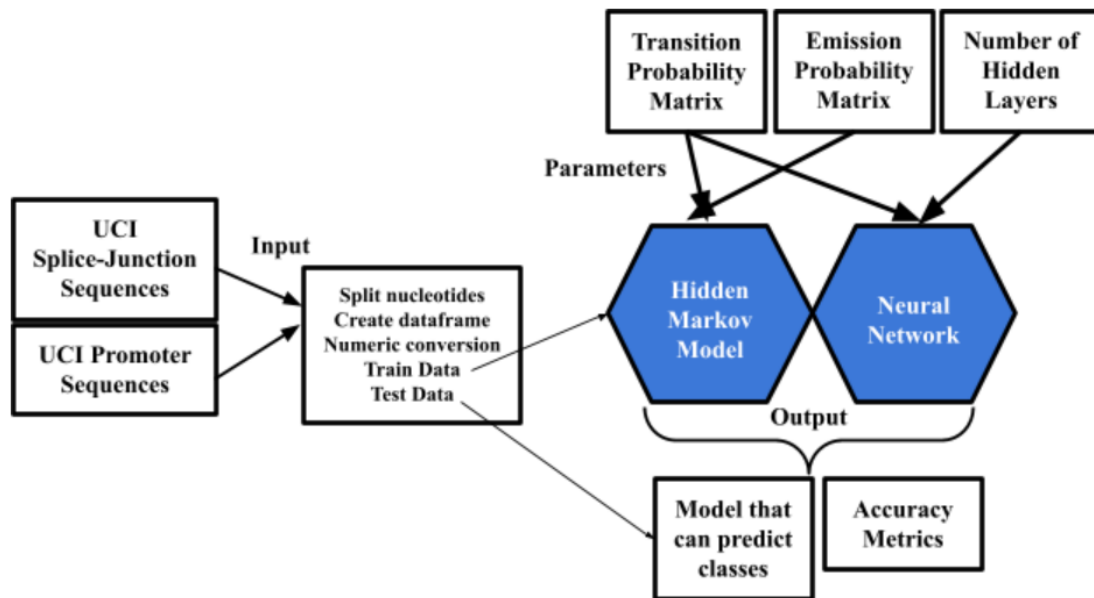 Transition
Probability
Matrix
Emission
Probability
Matrix
Number of
Hidden
Layers
Parameters
UCI
Splice-Junction
Sequences
UCI Promoter
Sequences
Input
Split nucleotides
Create dataframe
Numeric conversion
Train Data
Test Data
Hidden
Markov
Model
Neural
Network
Output
Model that
can predict
classes
Accuracy
Metrics